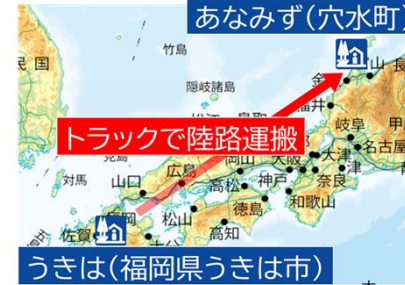 あなみず(穴水町)
竹島
民国
隠岐諸島
福井
岐阜
トラックで陸路運搬
名古屋
大津
津
対馬
山口
広島
岡山
大阪
高松
神戸
奈良
和歌山
徳島
松山
高知
佐賀
うきは(福岡県うきは市)